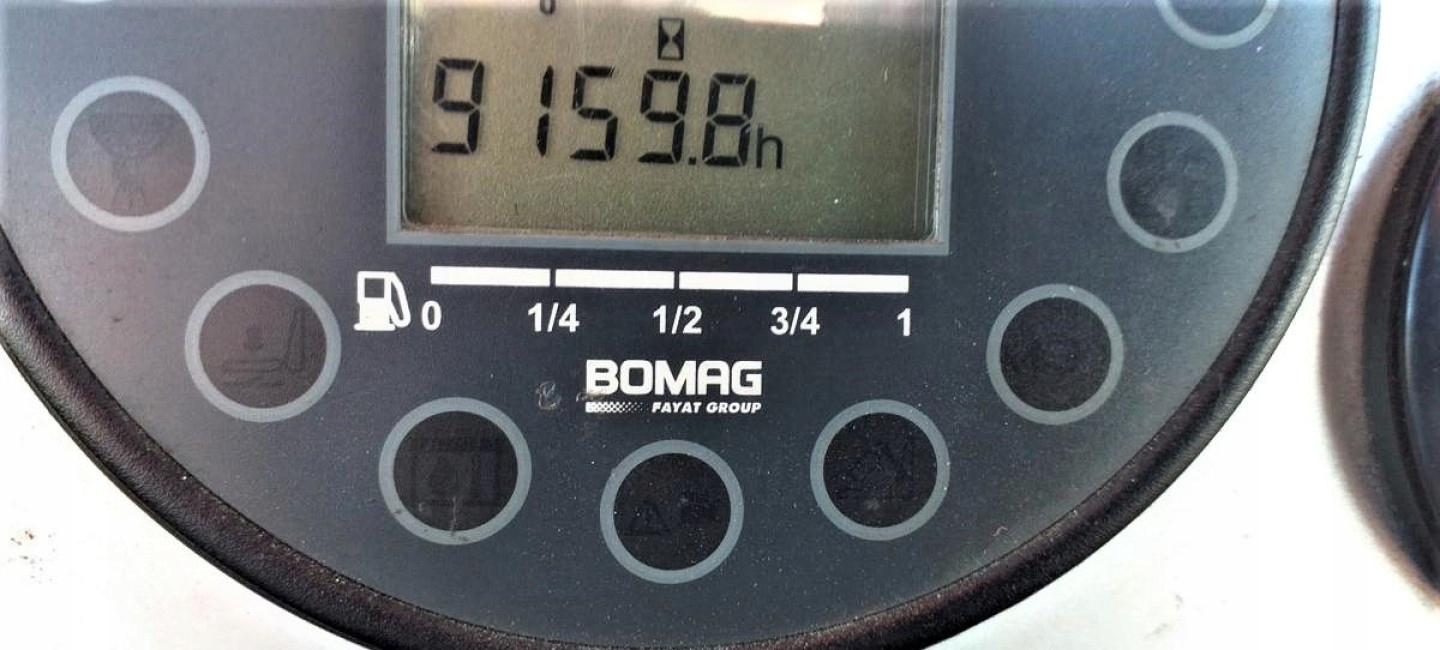 9159.8h
0 1/4 1/2 3/4 1
BOMAG
FAYAT GROUP